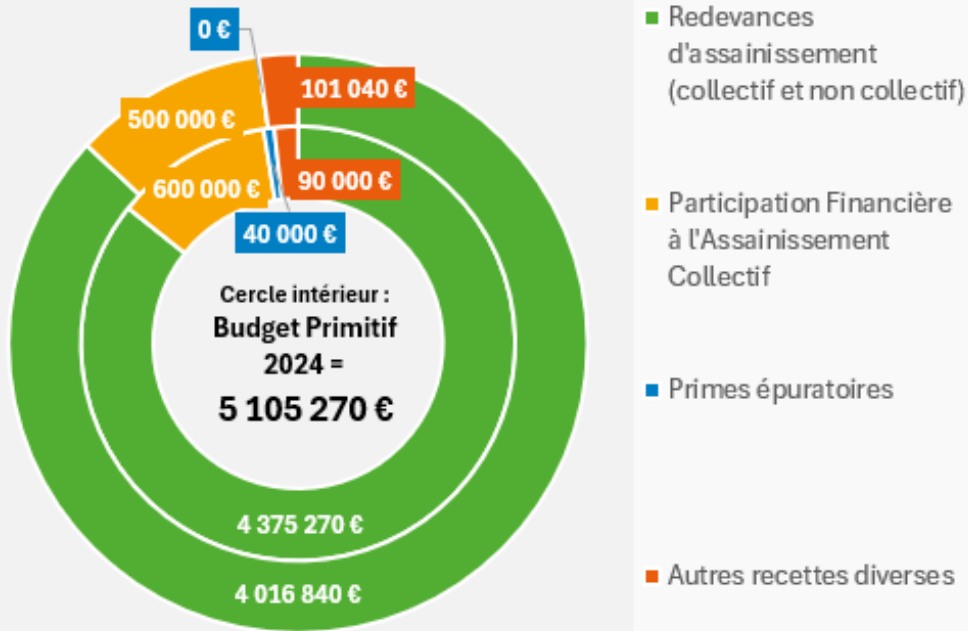 0 €
101 040 €
500 000 €
600 000 €
90 000 €
40 000 €
Cercle intérieur :
Budget Primitif
2024 =
5 105 270 €
4 375 270 €
4 016 840 €
Redevances
d'assainissement
(collectif et non collectif)
Participation Financière
à l'Assainissement
Collectif
Primes épuratoires
Autres recettes diverses